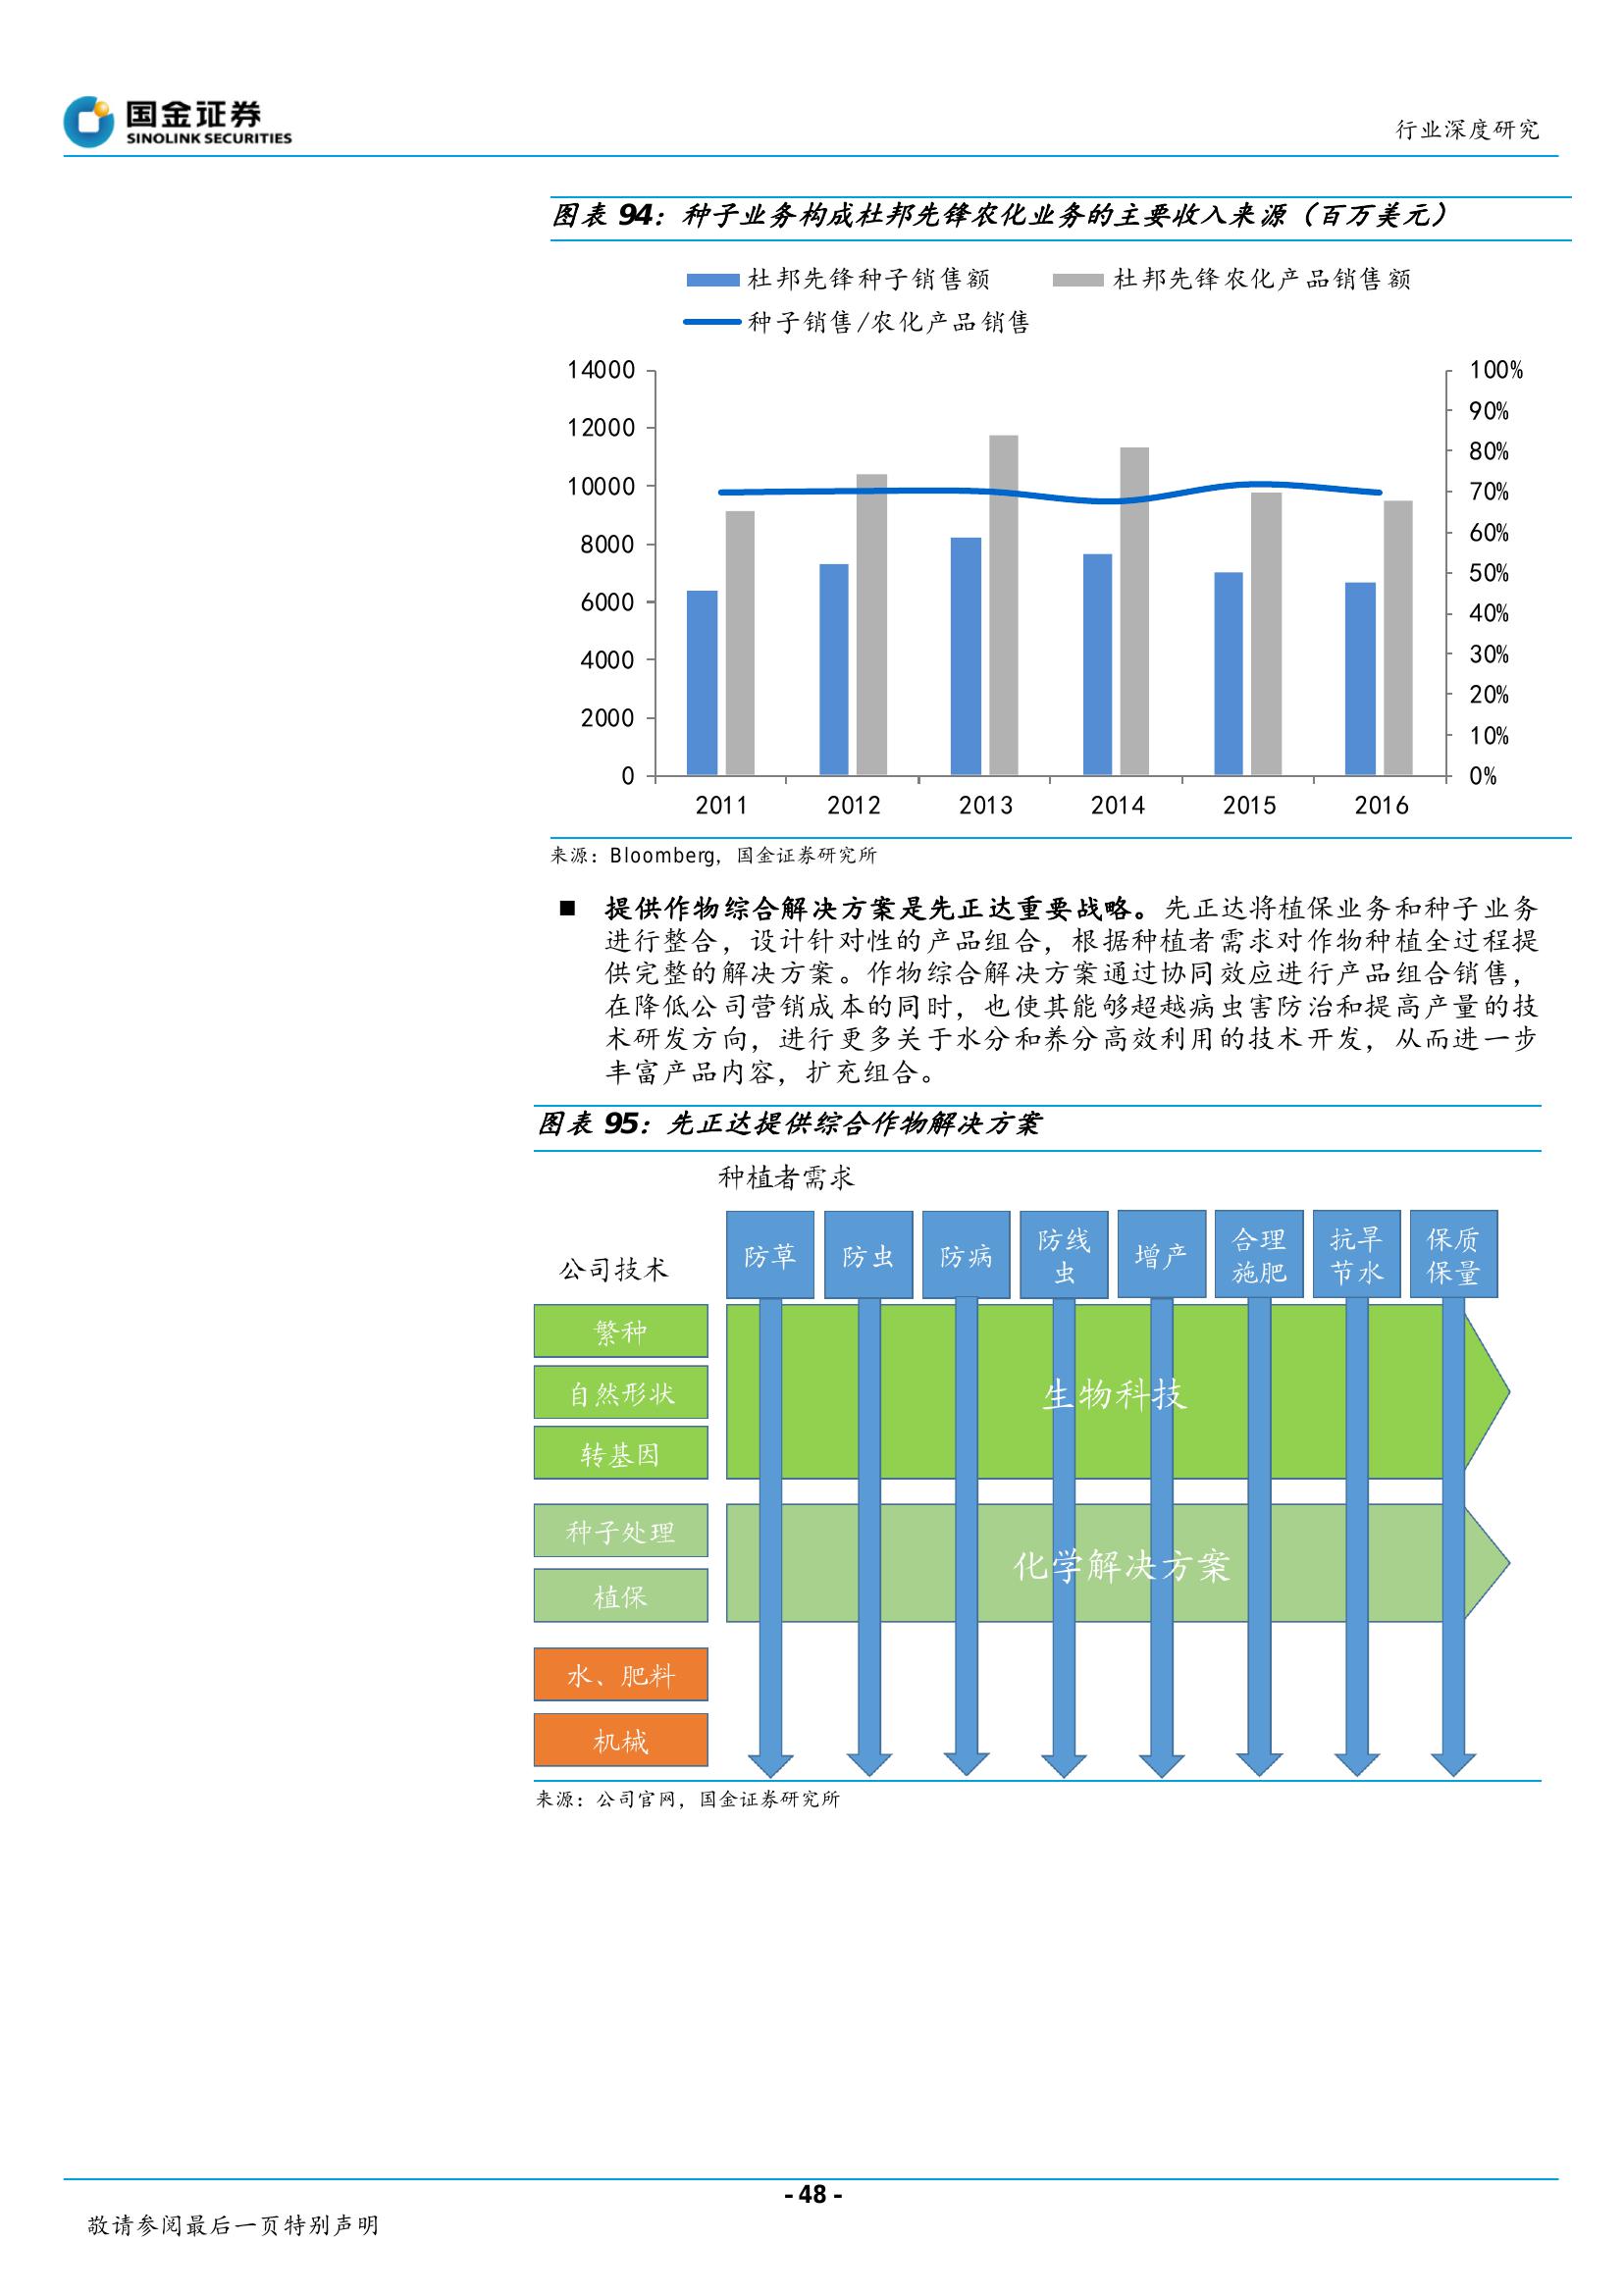 国金证券
SINOLINK SECURITIES
行业深度研究
图表 94：种子业务构成杜邦先锋农化业务的主要收入来源（百万美元）
杜邦先锋种子销售额 杜邦先锋农化产品销售额
种子销售/农化产品销售
14000 100%
90%
12000
80%
10000 70%
60%
8000
50%
6000
40%
4000 30%
20%
2000
10%
0 0%
2011 2012 2013 2014 2015 2016
来源：Bloomberg，国金证券研究所
■ 提供作物综合解决方案是先正达重要战略。先正达将植保业务和种子业务
进行整合，设计针对性的产品组合，根据种植者需求对作物种植全过程提
供完整的解决方案。作物综合解决方案通过协同效应进行产品组合销售，
在降低公司营销成本的同时，也使其能够超越病虫害防治和提高产量的技
术研发方向，进行更多关于水分和养分高效利用的技术开发，从而进一步
丰富产品内容，扩充组合。
图表 95：先正达提供综合作物解决方案
种植者需求
公司技术
防草
防虫
防病
防线
虫
增产
合理
施肥
抗旱
节水
保质
保量
繁种
自然形状
转基因
生物科技
种子处理
植保
化学解决方案
水、肥料
机械
来源：公司官网，国金证券研究所
- 48 -
敬请参阅最后一页特别声明